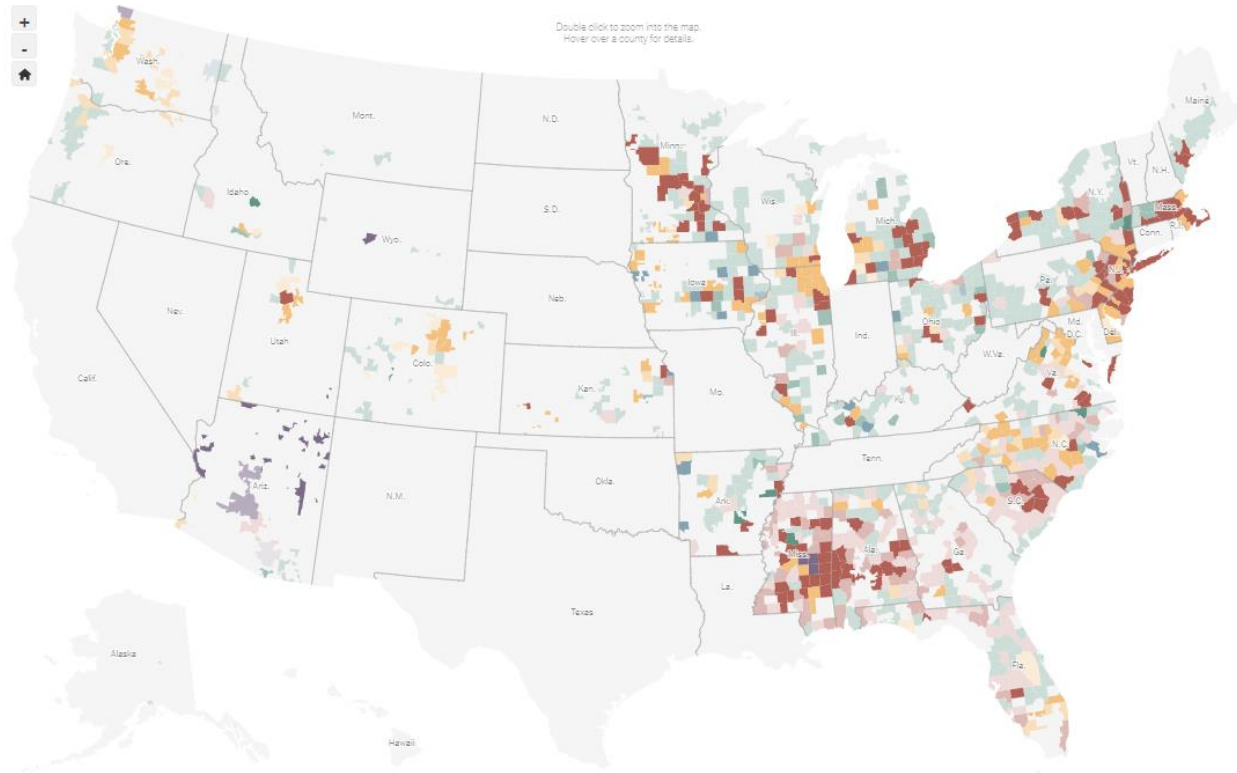 +
-
Double click to zoom into the map.
Hover over a county for details.
Wash.
Mont.
N.D.
Minn.
Maine
Vt.
N.H.
Ore.
Idaho
S.D.
Wis.
Mich.
N.Y.
Mass.
Conn.
R.I.
Wyo.
Iowa
Pa.
N.J.
Nev.
Neb.
Ohio
Md.
D.C.
Del.
Utah
Colo.
Ill.
Ind.
W.Va.
Va.
Calif.
Kan.
Mo.
Ky.
N.C.
Tenn.
Ariz.
N.M.
Okla.
Ark.
S.C.
Miss.
Ala.
Ga
La.
Texas
Alaska
Fla.
Hawaii